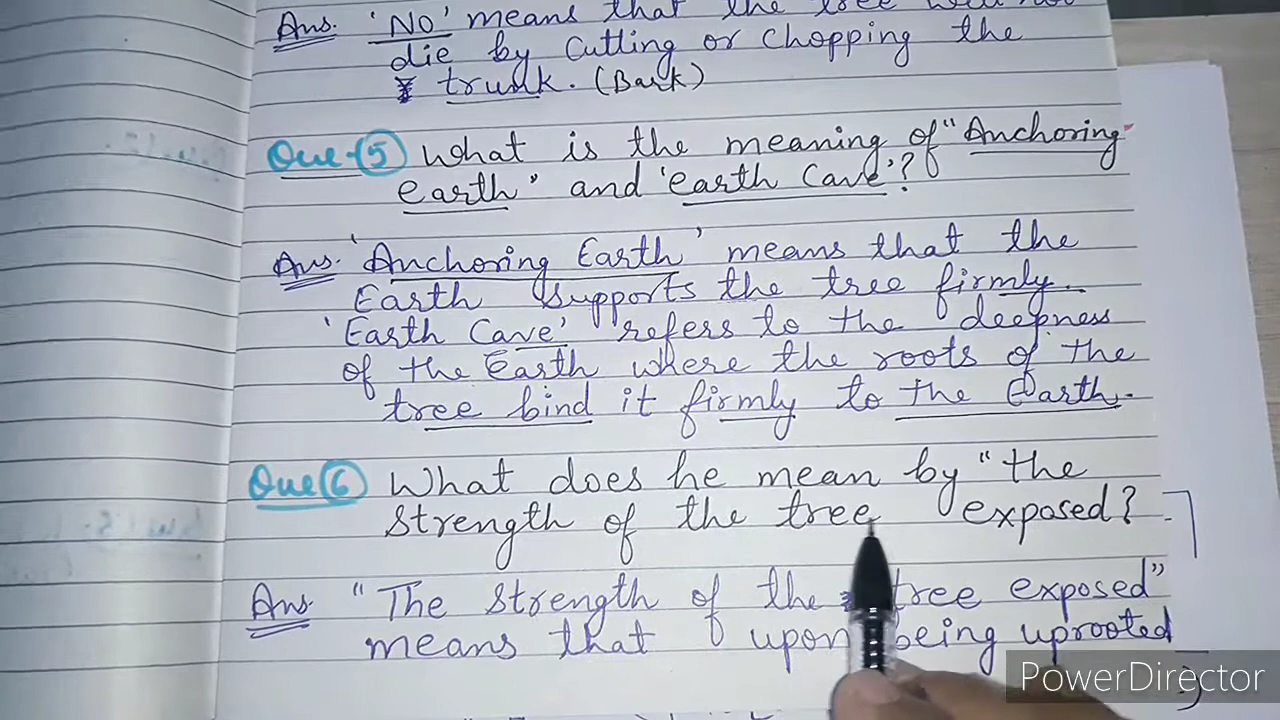 Ans. 'NO' means that the tree will not
die by cutting or chopping the
trunk. (Bark)
Que-(5) What is the meaning of "Anchoring
earth" and 'earth Cave'?
Ans. 'Anchoring Earth' means that the
Earth supports the tree firmly.
'Earth Cave' refers to the deepness
of the Earth where the roots of the
tree bind it firmly to the Earth.
Que (6) What does he mean by "the
strength of the tree exposed?
Ans. "The strength of the tree exposed"
means that upon being uprooted
PowerDirector